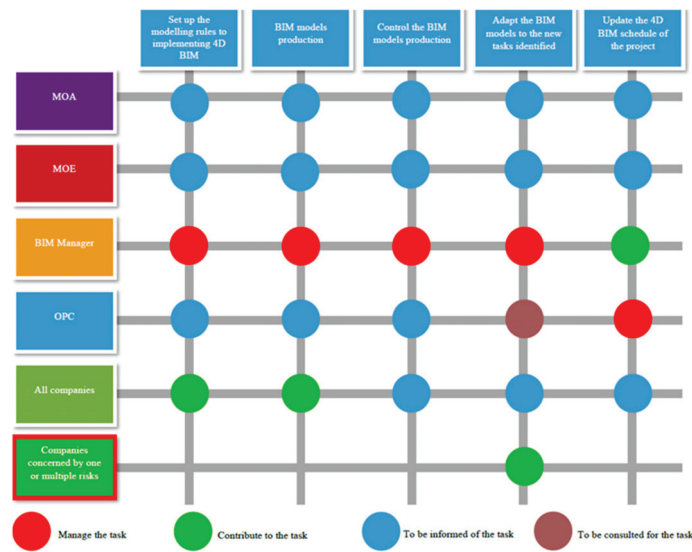 Set up the
modelling rules to
implementing 4D
BIM
BIM models
production
Control the BIM
models production
Adapt the BIM
models to the new
tasks identified
Update the 4D
BIM schedule of
the project
MOA
MOE
BIM Manager
OPC
All companies
Companies
concerned by one
or multiple risks
Manage the task
Contribute to the task
To be informed of the task
To be consulted for the task